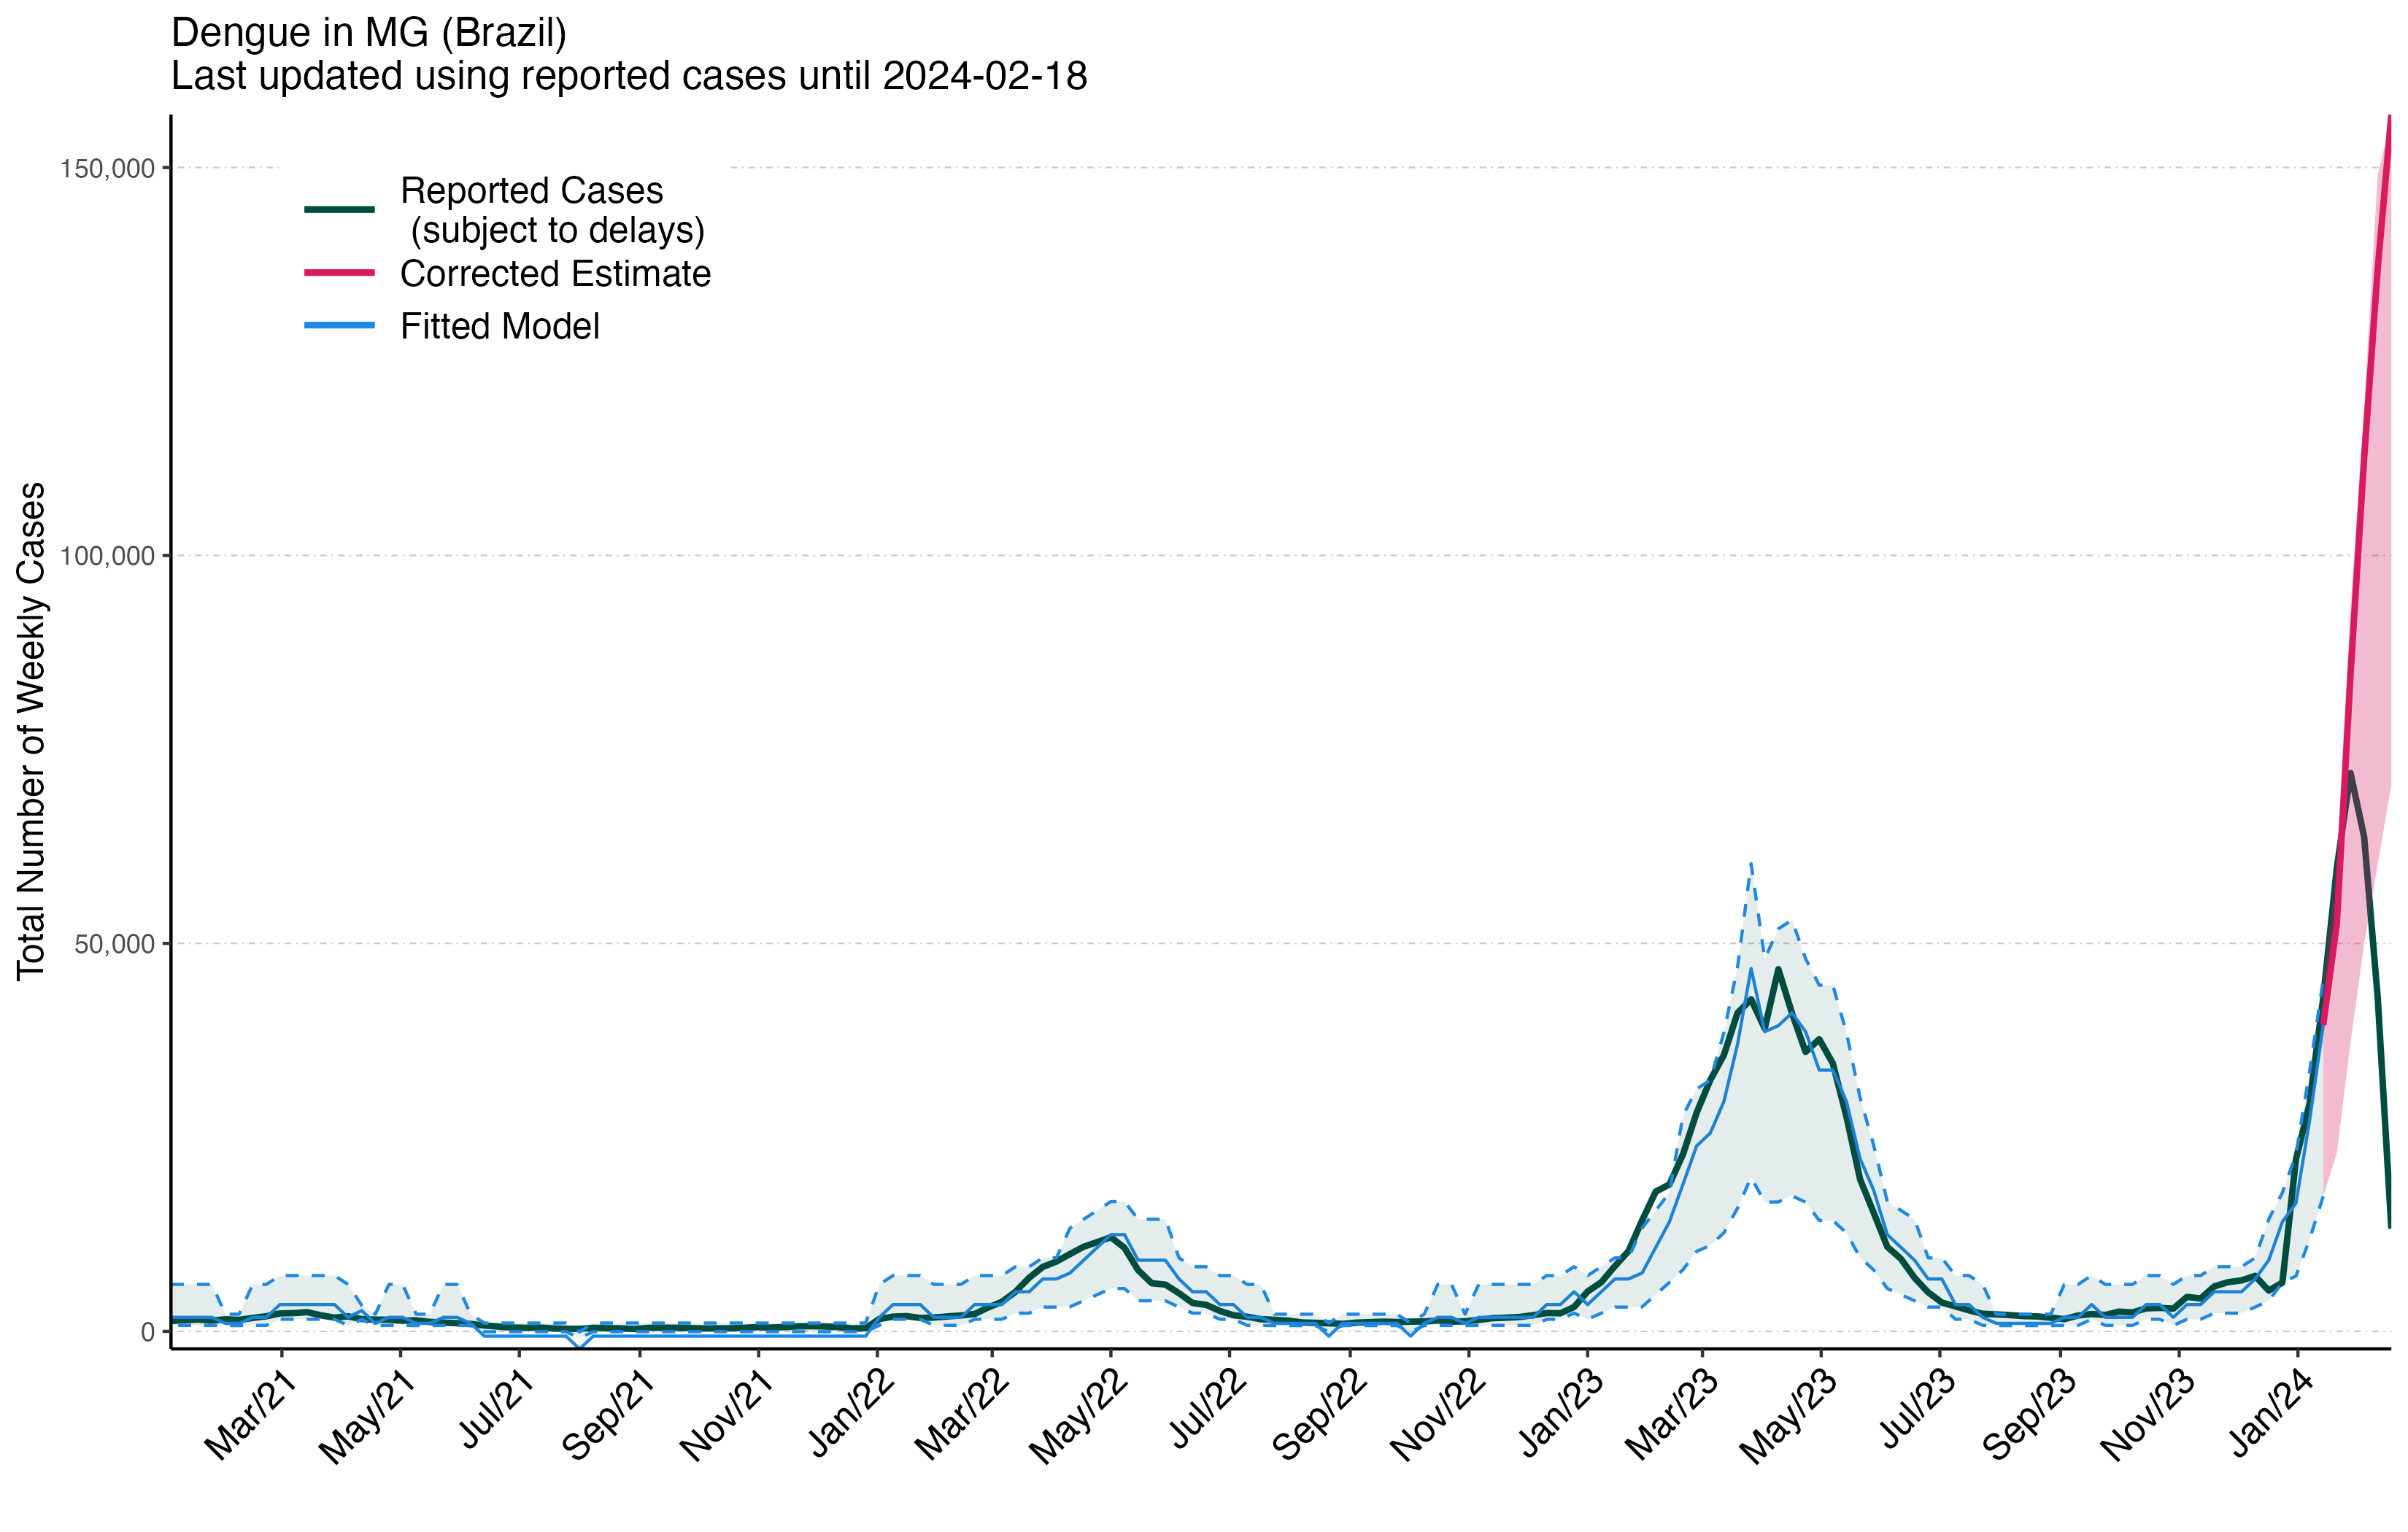 Dengue in MG (Brazil)
Last updated using reported cases until 2024-02-18
Total Number of Weekly Cases
150,000
100,000
50,000
0
Reported Cases
(subject to delays)
Corrected Estimate
Fitted Model
Mar/21
May/21
Jul/21
Sep/21
Nov/21
Jan/22
Mar/22
May/22
Jul/22
Sep/22
Nov/22
Jan/23
Mar/23
May/23
Jul/23
Sep/23
Nov/23
Jan/24